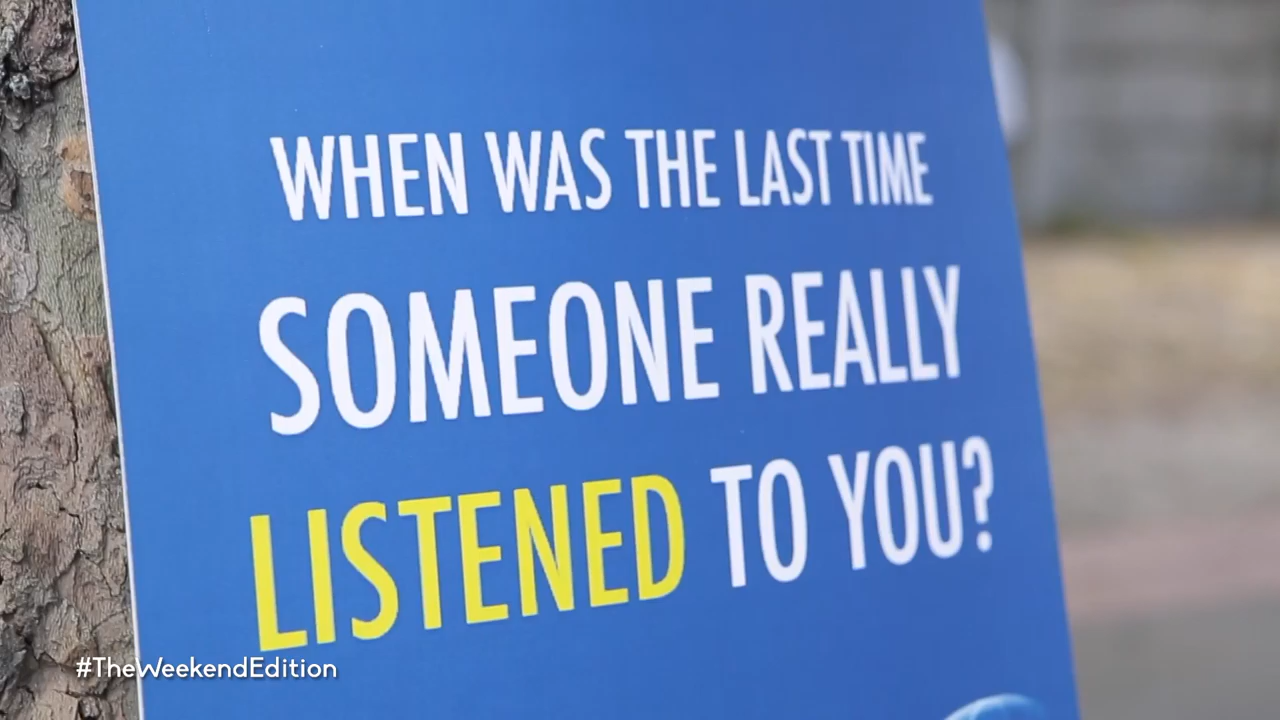 WHEN WAS THE LAST TIME
SOMEONE REALLY
LISTENED TO YOU?
#TheWeekendEdition